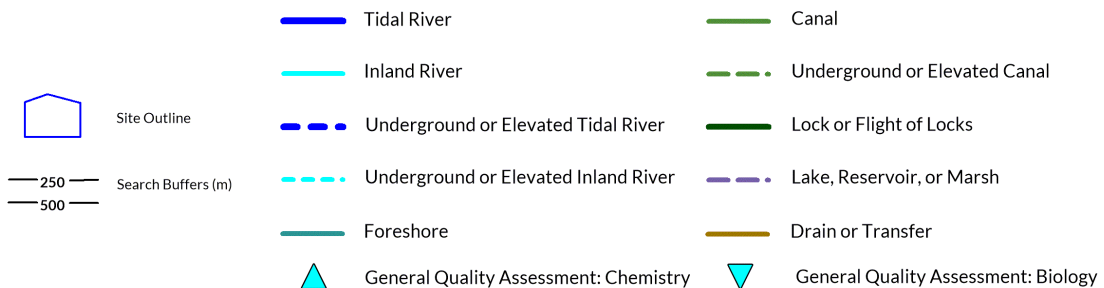 Tidal River
Canal
Inland River
Underground or Elevated Canal
Site Outline
Underground or Elevated Tidal River
Lock or Flight of Locks
250
Search Buffers (m)
500
Underground or Elevated Inland River
Lake, Reservoir, or Marsh
Foreshore
Drain or Transfer
General Quality Assessment: Chemistry
General Quality Assessment: Biology